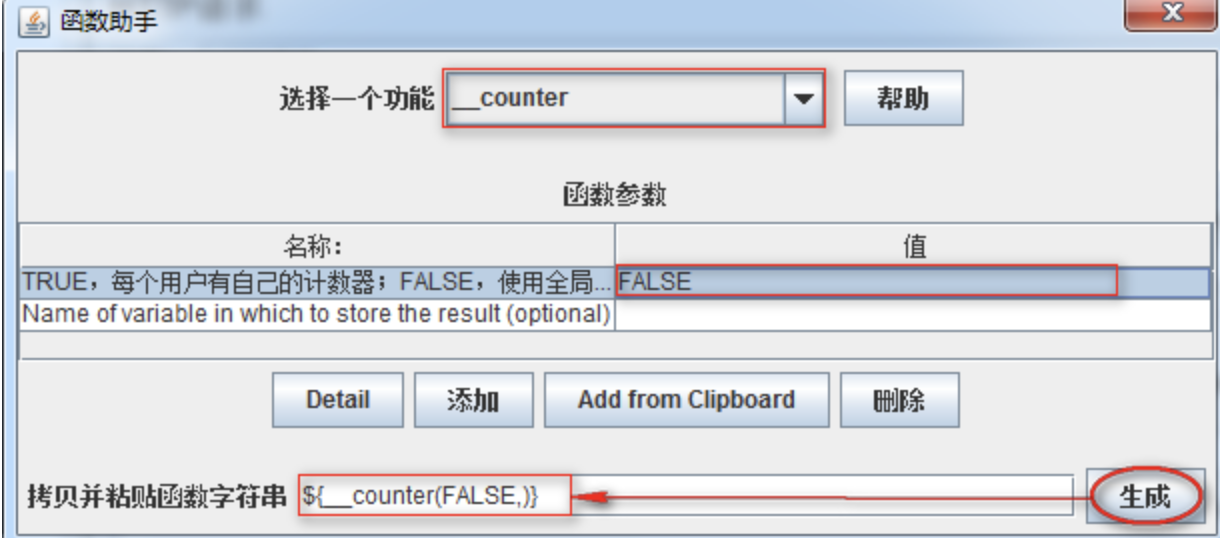 函数助手
选择一个功能 __counter 帮助
函数参数
名称: 值
TRUE，每个用户有自己的计数器；FALSE，使用全局... FALSE
Name of variable in which to store the result (optional)
Detail 添加 Add from Clipboard 删除
拷贝并粘贴函数字符串 ${__counter(FALSE,)} 生成